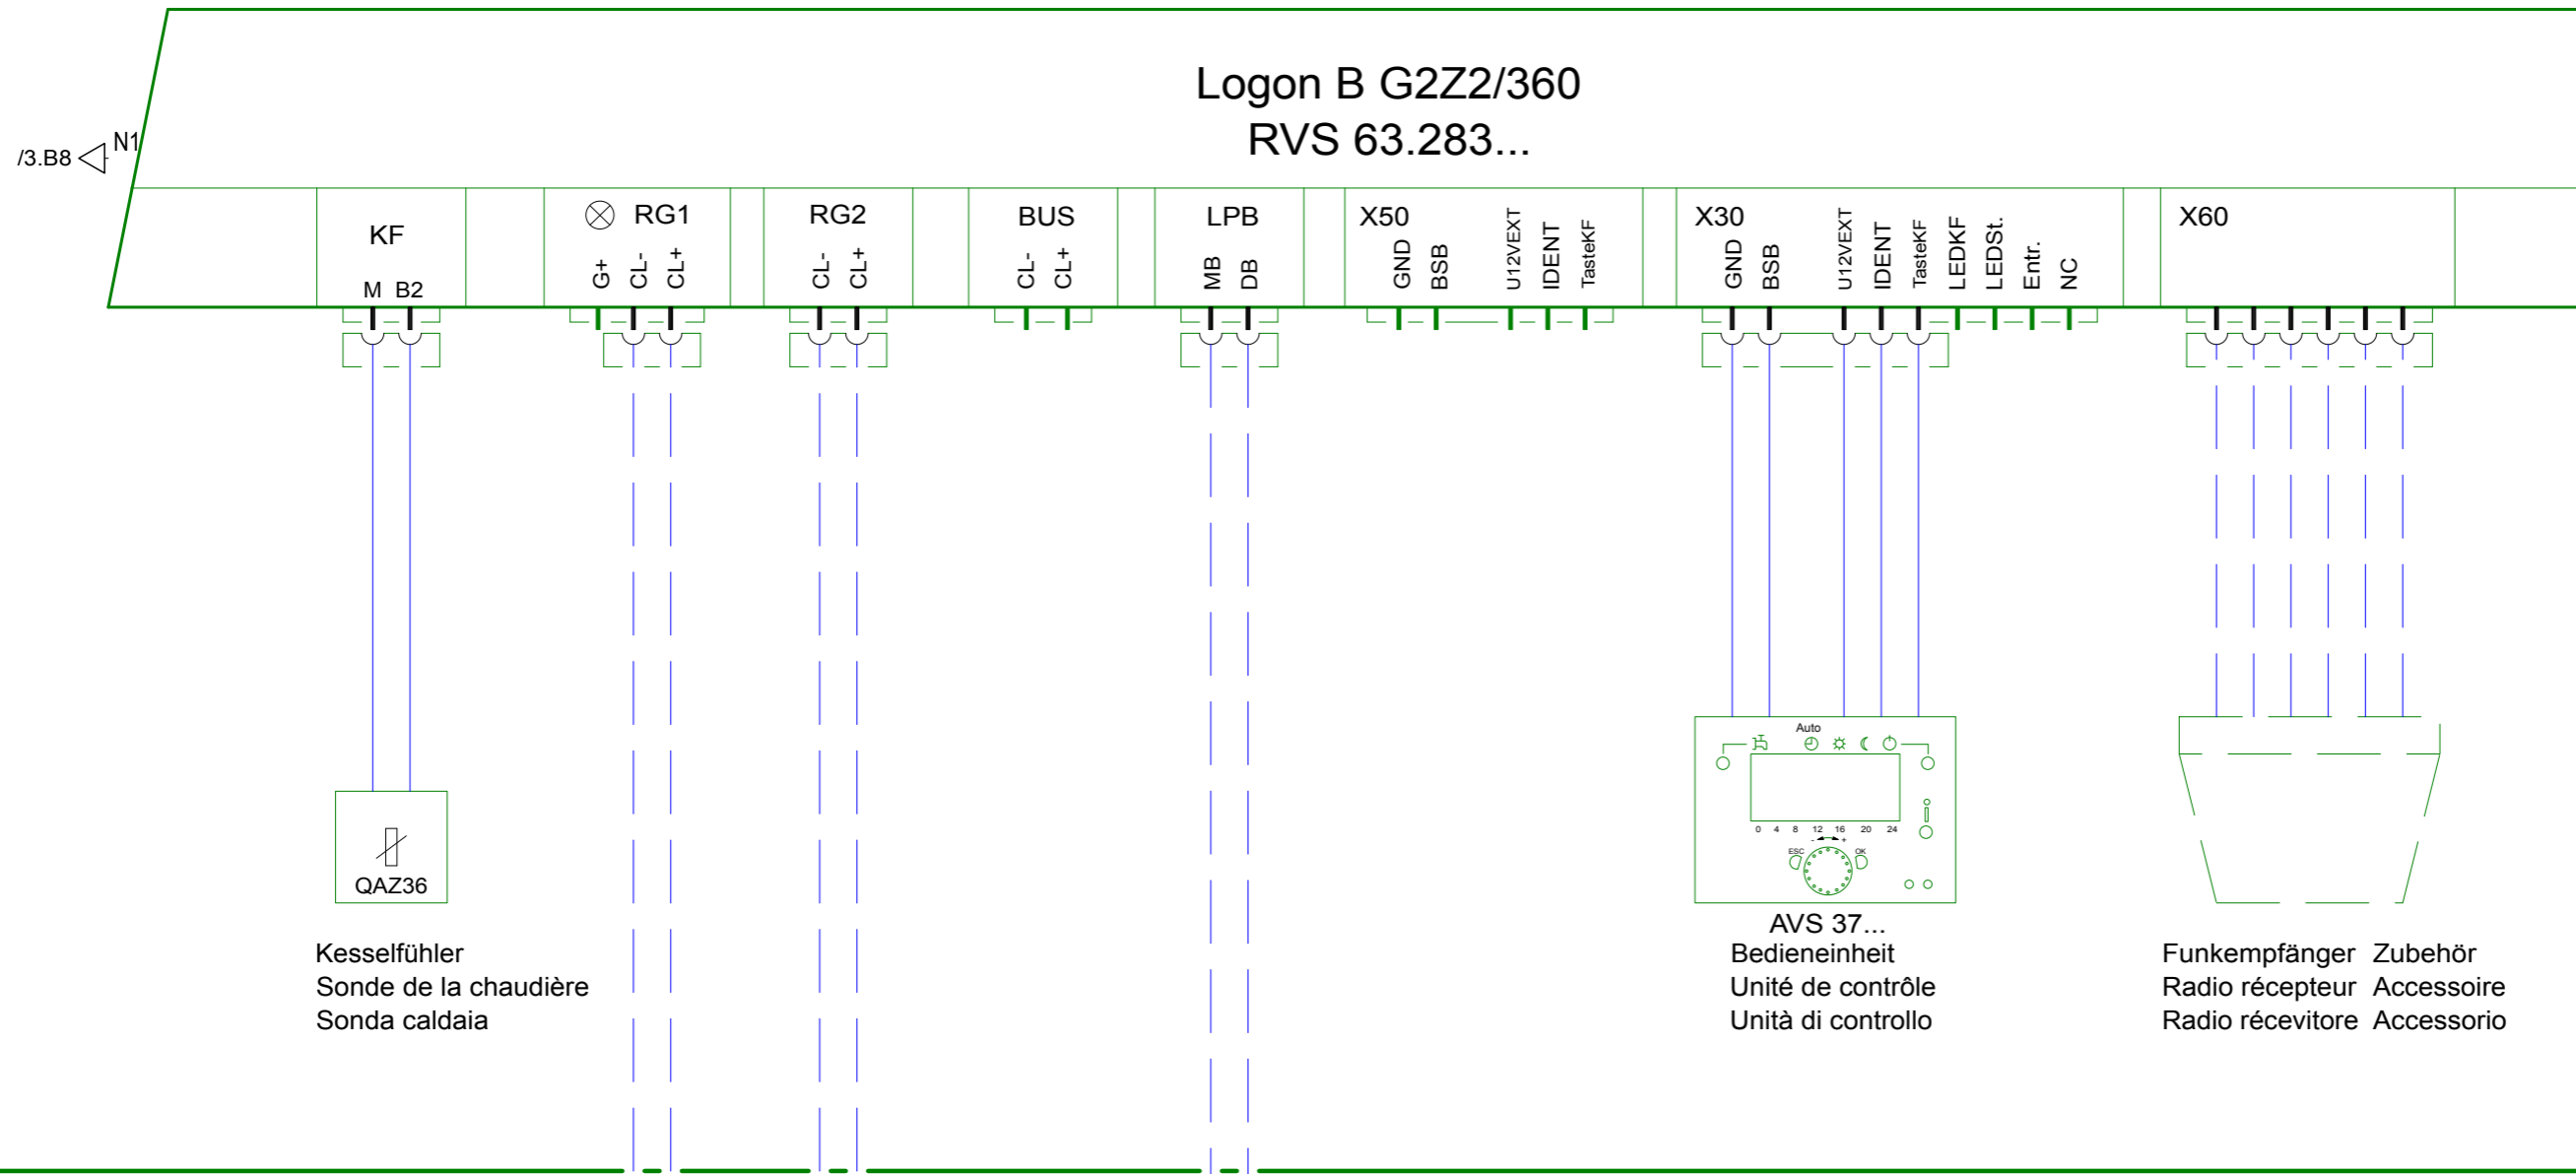 Logon B G2Z2/360
RVS 63.283...
/3.B8 N1
KF
M B2
RG1
G+ CL- CL+
RG2
CL- CL+
BUS
CL- CL+
LPB
MB DB
X50
GND BSB U12VEXT IDENT TasteKF
X30
GND BSB U12VEXT IDENT TasteKF LEDKF LEDSt. Entr. NC
X60
QAZ36
Kesselfühler
Sonde de la chaudière
Sonda caldaia
Auto
0 4 8 12 16 20 24
- +
ESC OK
AVS 37...
Bedieneinheit
Unité de contrôle
Unità di controllo
Funkempfänger Zubehör
Radio récepteur Accessoire
Radio récevitore Accessorio